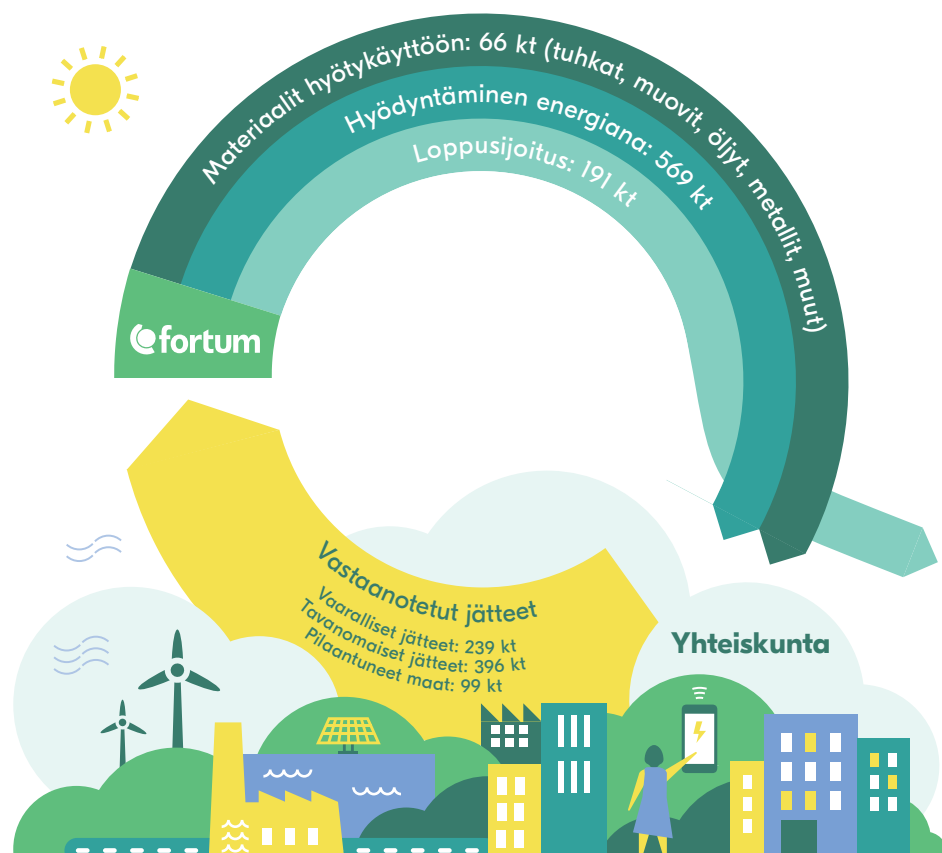 Materiaalit hyötykäyttöön: 66 kt (tuhkat, muovit, öljyt, metallit, muut)
Hyödyntäminen energiana: 569 kt
Loppusijoitus: 191 kt
fortum
Vastaanotetut jätteet
Vaaralliset jätteet: 239 kt
Tavanomaiset jätteet: 396 kt
Pilaantuneet maat: 99 kt
Yhteiskunta